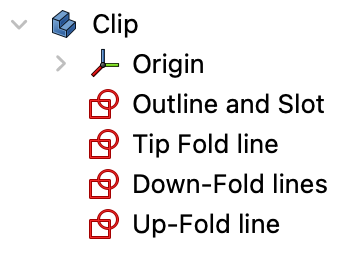 Clip
Origin
Outline and Slot
Tip Fold line
Down-Fold lines
Up-Fold line